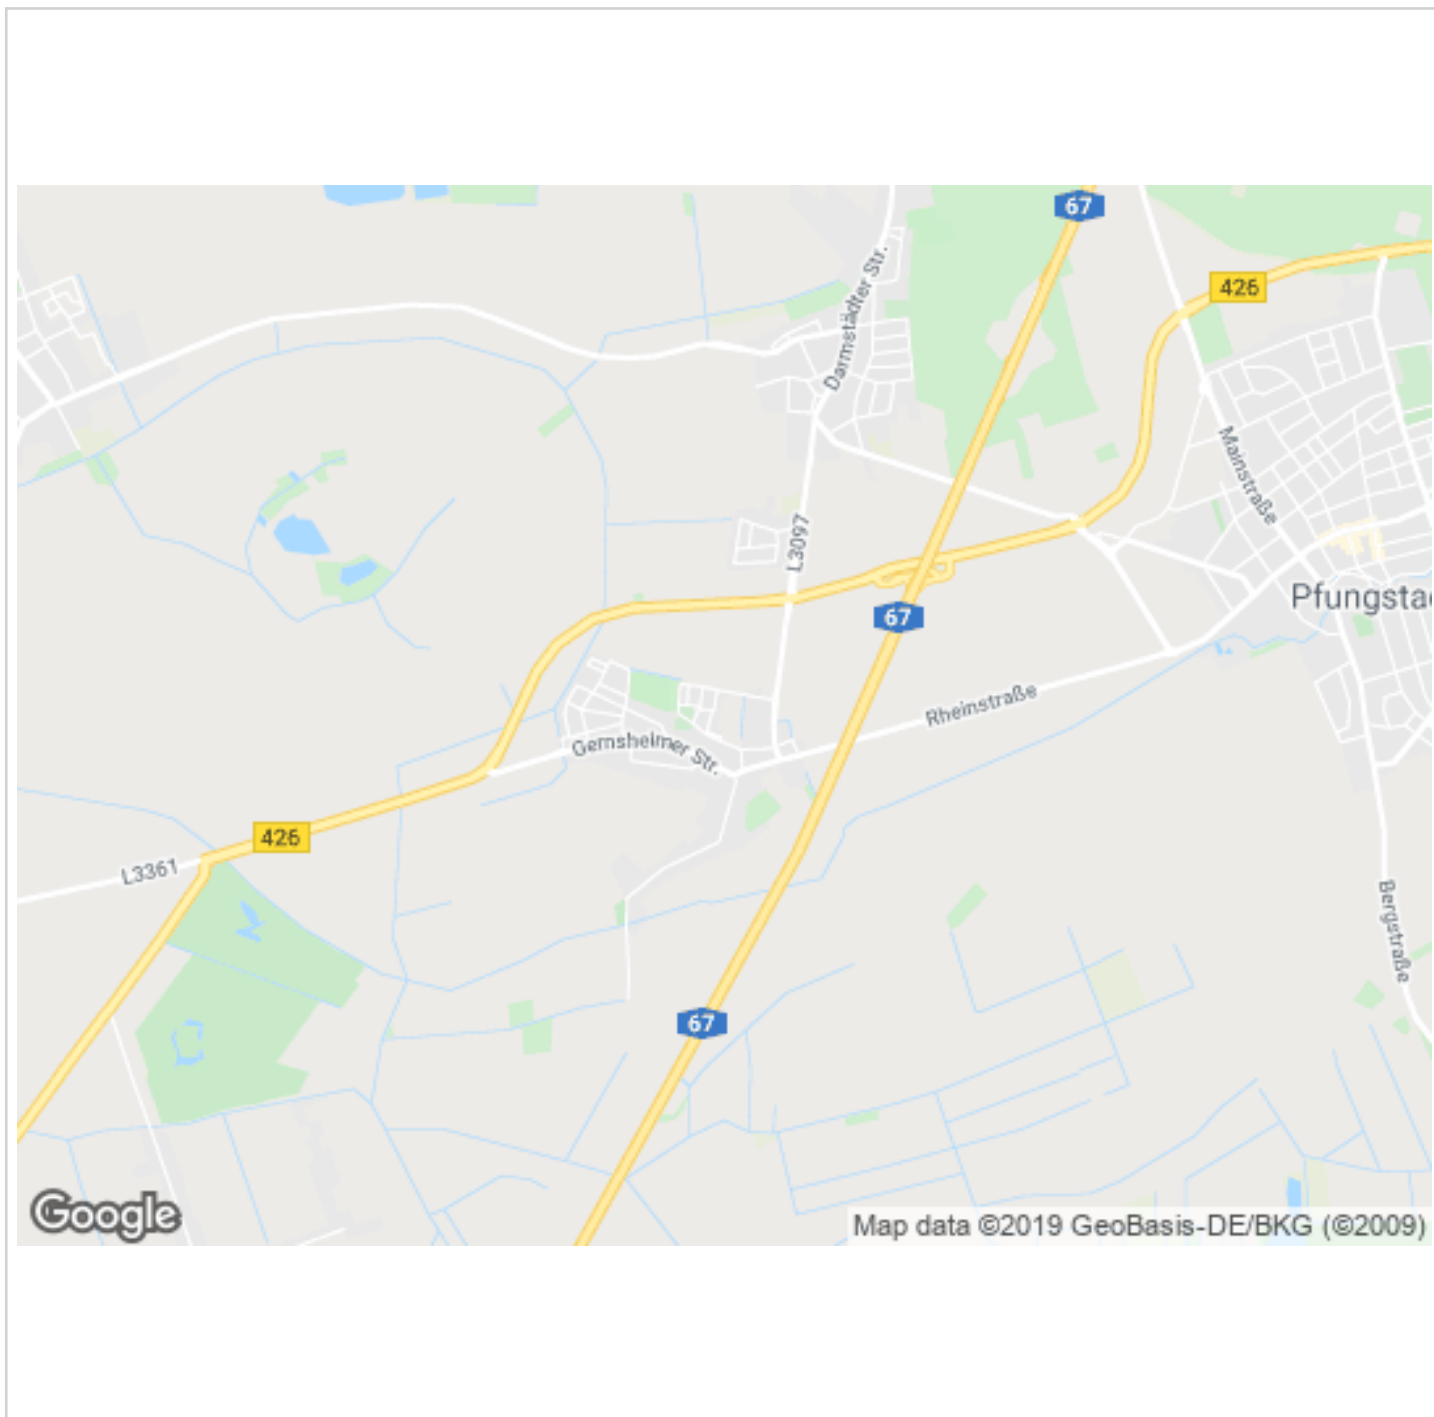 67
426
Darmstädter Str.
Mainstraße
L3097
Pfungsta
67
Rheinstraße
Gernsheimer Str.
426
L3361
Bergstraße
67
Google
Map data ©2019 GeoBasis-DE/BKG (©2009)